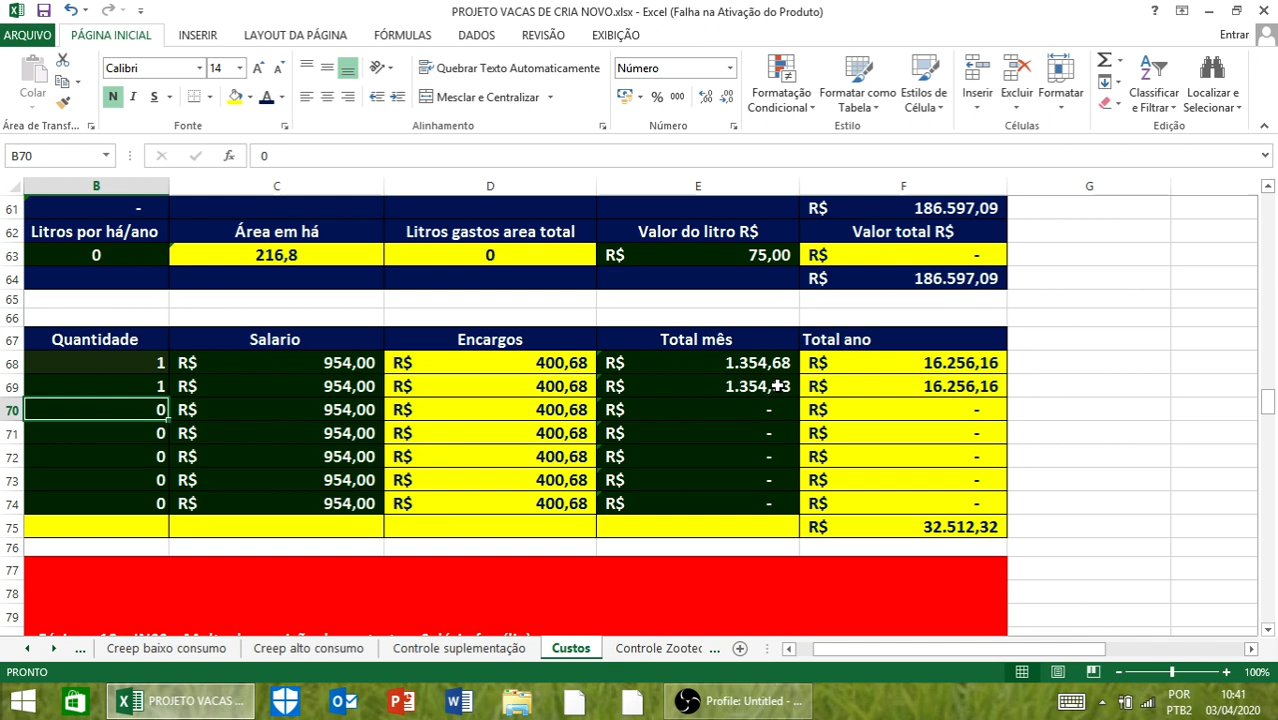 PROJETO VACAS DE CRIA NOVO.xlsx - Excel (Falha na Ativação do Produto)
ARQUIVO PÁGINA INICIAL INSERIR LAYOUT DA PÁGINA FÓRMULAS DADOS REVISÃO EXIBIÇÃO Entrar
Colar
Calibri 14
Quebrar Texto Automaticamente
Número
N I S
Mesclar e Centralizar
% 000
Formatação Condicional
Formatar como Tabela
Estilos de Célula
Inserir
Excluir
Formatar
Classificar e Filtrar
Localizar e Selecionar
Área de Transf... Fonte Alinhamento Número Estilo Células Edição
B70 fx 0
B C D E F G
61 - R$ 186.597,09
62 Litros por há/ano Área em há Litros gastos area total Valor do litro R$ Valor total R$
63 0 216,8 0 R$ 75,00 R$ -
64 R$ 186.597,09
65
66
67 Quantidade Salario Encargos Total mês Total ano
68 1 R$ 954,00 R$ 400,68 R$ 1.354,68 R$ 16.256,16
69 1 R$ 954,00 R$ 400,68 R$ R$ 16.256,16
70 0 R$ 954,00 R$ 400,68 R$ - R$ -
71 0 R$ 954,00 R$ 400,68 R$ - R$ -
72 0 R$ 954,00 R$ 400,68 R$ - R$ -
73 0 R$ 954,00 R$ 400,68 R$ - R$ -
74 0 R$ 954,00 R$ 400,68 R$ - R$ -
75 R$ 32.512,32
76
77
78
79
... Creep baixo consumo Creep alto consumo Controle suplementação Custos Controle Zootec ...
PRONTO 100%
PROJETO VACAS ... Profile: Untitled - ... POR 10:41
PTB2 03/04/2020